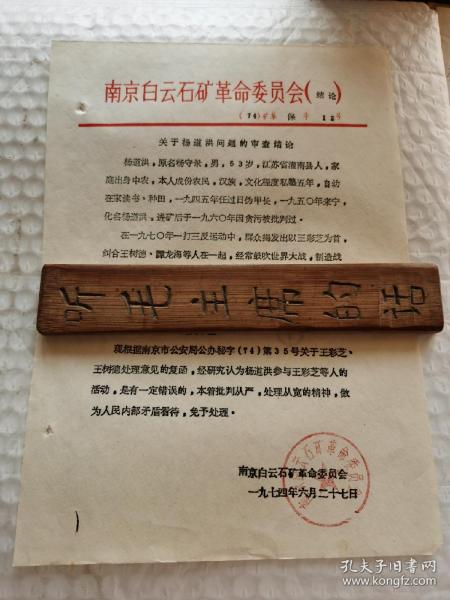 南京白云石矿革命委员会(结论)
(74)矿革 保 字 12号
关于杨道洪问题的审查结论
杨道洪,原名杨守余,男,53岁,江苏省灌南县人,家
庭出身中农,本人成份农民,汉族,文化程度私塾五年,自幼
在家读书、种田,一九四五年任过日伪甲长,一九五〇年来宁,
化名杨道洪,进矿后于一九六〇年因贪污被批判过。
在一九七〇年一打三反运动中,群众揭发出以王彩芝为首,
纠合王树德、谭龙海等人在一起,经常鼓吹世界大战,制造战
听毛主席的话
现根据南京市公安局公办秘字(74)第35号关于王彩芝、
王树德处理意见的复函,经研究认为杨道洪参与王彩芝等人的
活动,是有一定错误的,本着批判从严,处理从宽的精神,做
为人民内部矛盾看待,免予处理。
南京白云石矿革命委员会
一九七四年六月二十七日
孔夫子旧书网
www.kongfz.com